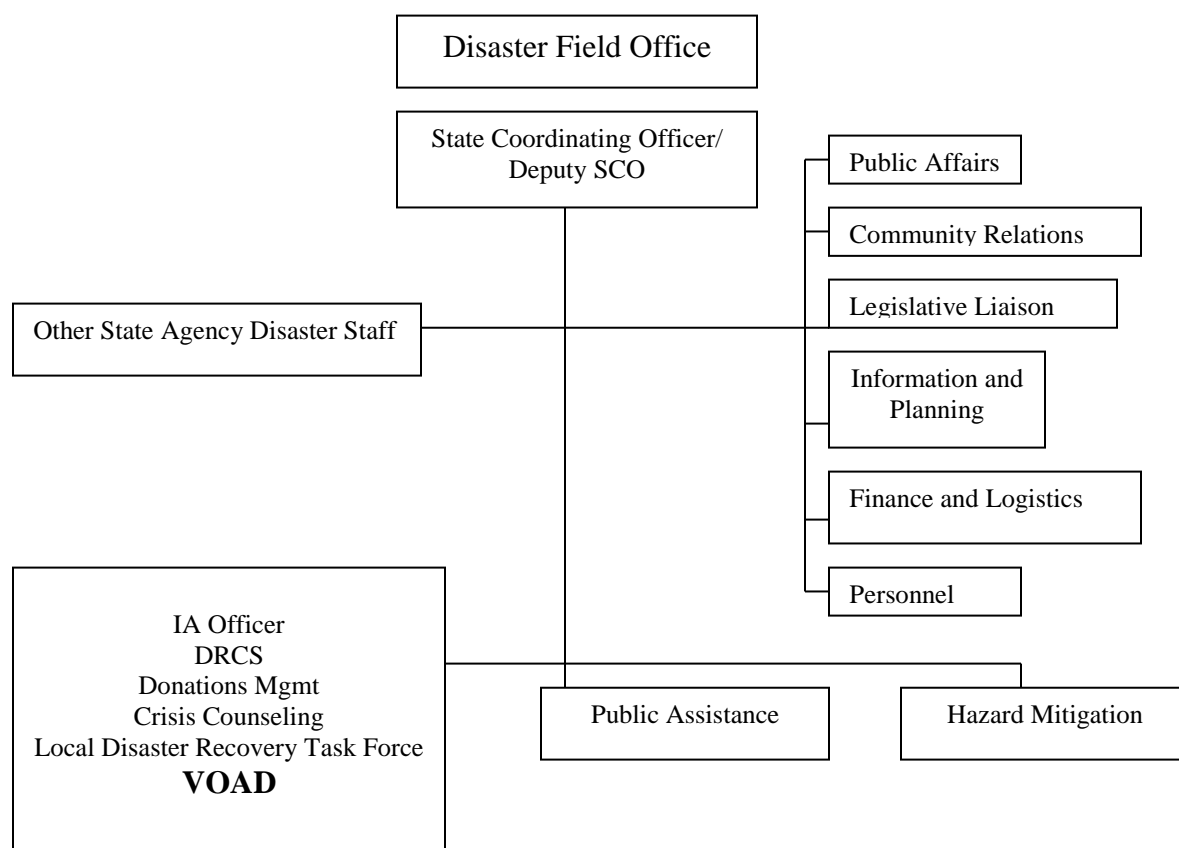 Disaster Field Office
State Coordinating Officer/
Deputy SCO
Public Affairs
Community Relations
Legislative Liaison
Other State Agency Disaster Staff
Information and
Planning
Finance and Logistics
Personnel
IA Officer
DRCS
Donations Mgmt
Crisis Counseling
Local Disaster Recovery Task Force
VOAD
Public Assistance
Hazard Mitigation